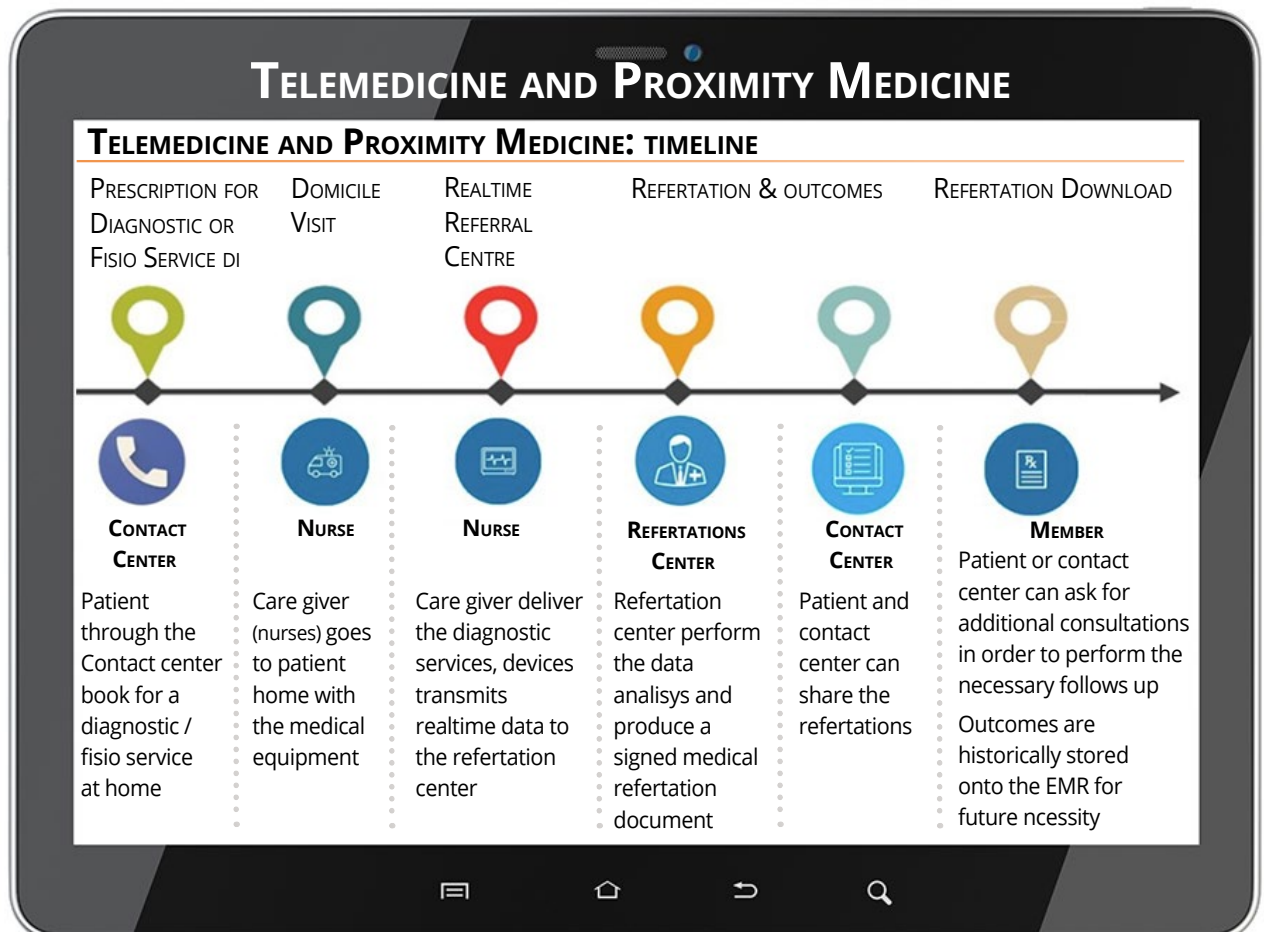 Telemedicine and Proximity Medicine
Telemedicine and Proximity Medicine: timeline
Prescription for
Diagnostic or
Fisio Service di
Domicile
Visit
Realtime
Referral
Centre
Refertation & outcomes
Refertation Download
Contact
Center
Patient
through the
Contact center
book for a
diagnostic /
fisio service
at home
Nurse
Care giver
(nurses) goes
to patient
home with
the medical
equipment
Nurse
Care giver deliver
the diagnostic
services, devices
transmits
realtime data to
the refertation
center
Refertations
Center
Refertation
center perform
the data
analisys and
produce a
signed medical
refertation
document
Contact
Center
Patient and
contact
center can
share the
refertations
Rx
Member
Patient or contact
center can ask for
additional consultations
in order to perform the
necessary follows up
Outcomes are
historically stored
onto the EMR for
future ncessity